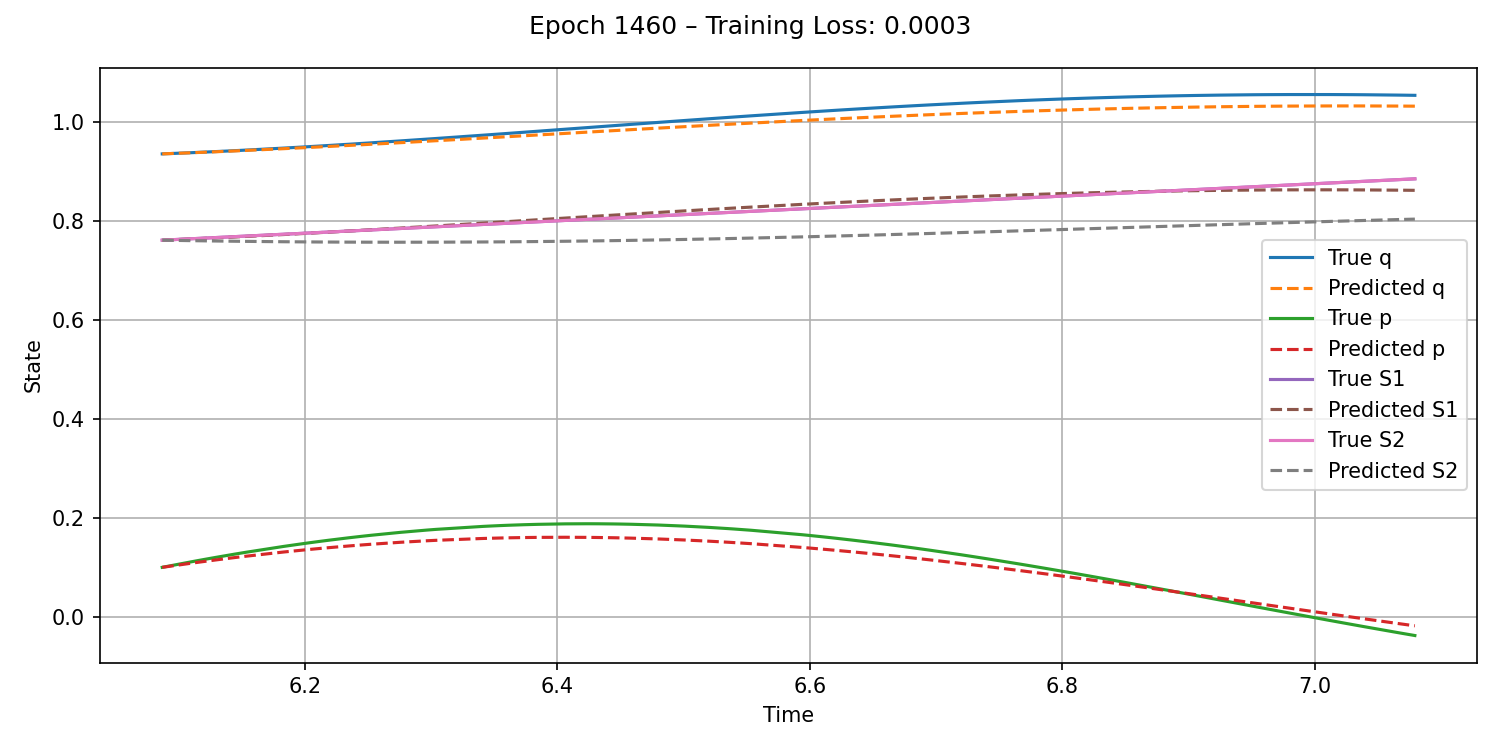 Epoch 1460 – Training Loss: 0.0003
1.0
0.8
0.6
0.4
0.2
0.0
State
True q
Predicted q
True p
Predicted p
True S1
Predicted S1
True S2
Predicted S2
6.2 6.4 6.6 6.8 7.0
Time